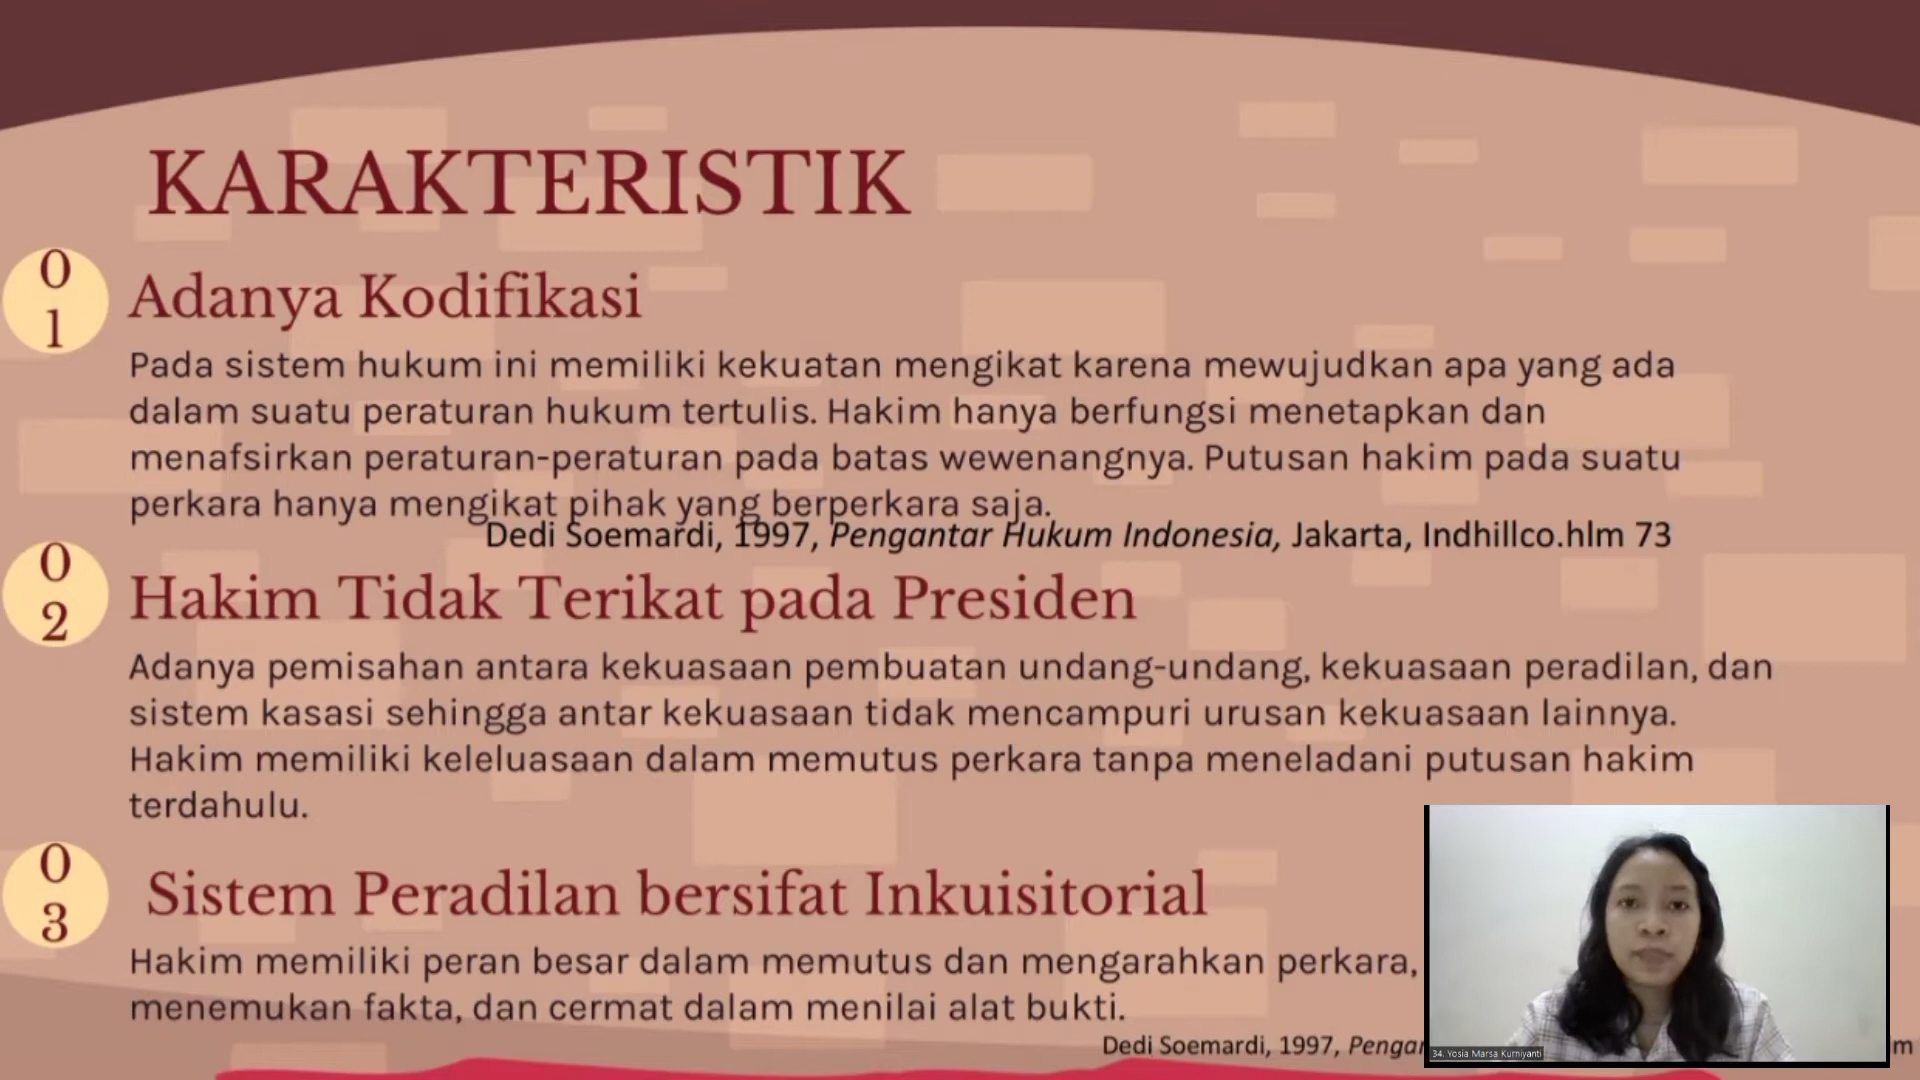 KARAKTERISTIK
0
1
Adanya Kodifikasi
Pada sistem hukum ini memiliki kekuatan mengikat karena mewujudkan apa yang ada
dalam suatu peraturan hukum tertulis. Hakim hanya berfungsi menetapkan dan
menafsirkan peraturan-peraturan pada batas wewenangnya. Putusan hakim pada suatu
perkara hanya mengikat pihak yang berperkara saja.
Dedi Soemardi, 1997, Pengantar Hukum Indonesia, Jakarta, Indhillco.hlm 73
0
2
Hakim Tidak Terikat pada Presiden
Adanya pemisahan antara kekuasaan pembuatan undang-undang, kekuasaan peradilan, dan
sistem kasasi sehingga antar kekuasaan tidak mencampuri urusan kekuasaan lainnya.
Hakim memiliki keleluasaan dalam memutus perkara tanpa meneladani putusan hakim
terdahulu.
0
3
Sistem Peradilan bersifat Inkuisitorial
Hakim memiliki peran besar dalam memutus dan mengarahkan perkara,
menemukan fakta, dan cermat dalam menilai alat bukti.
Dedi Soemardi, 1997, Pengar m
34. Yosia Marsa Kurniyanti